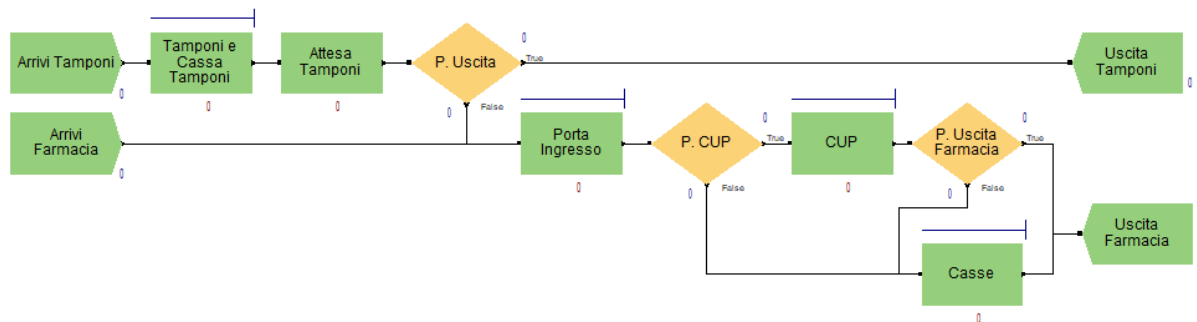 Arrivi Tamponi
0
Tamponi e
Cassa
Tamponi
0
Attesa
Tamponi
0
P. Uscita
0
True
0
False
Uscita
Tamponi
0
Arrivi
Farmacia
0
Porta
Ingresso
0
P. CUP
0
True
0
False
CUP
0
P. Uscita
Farmacia
0
True
0
False
Casse
0
Uscita
Farmacia